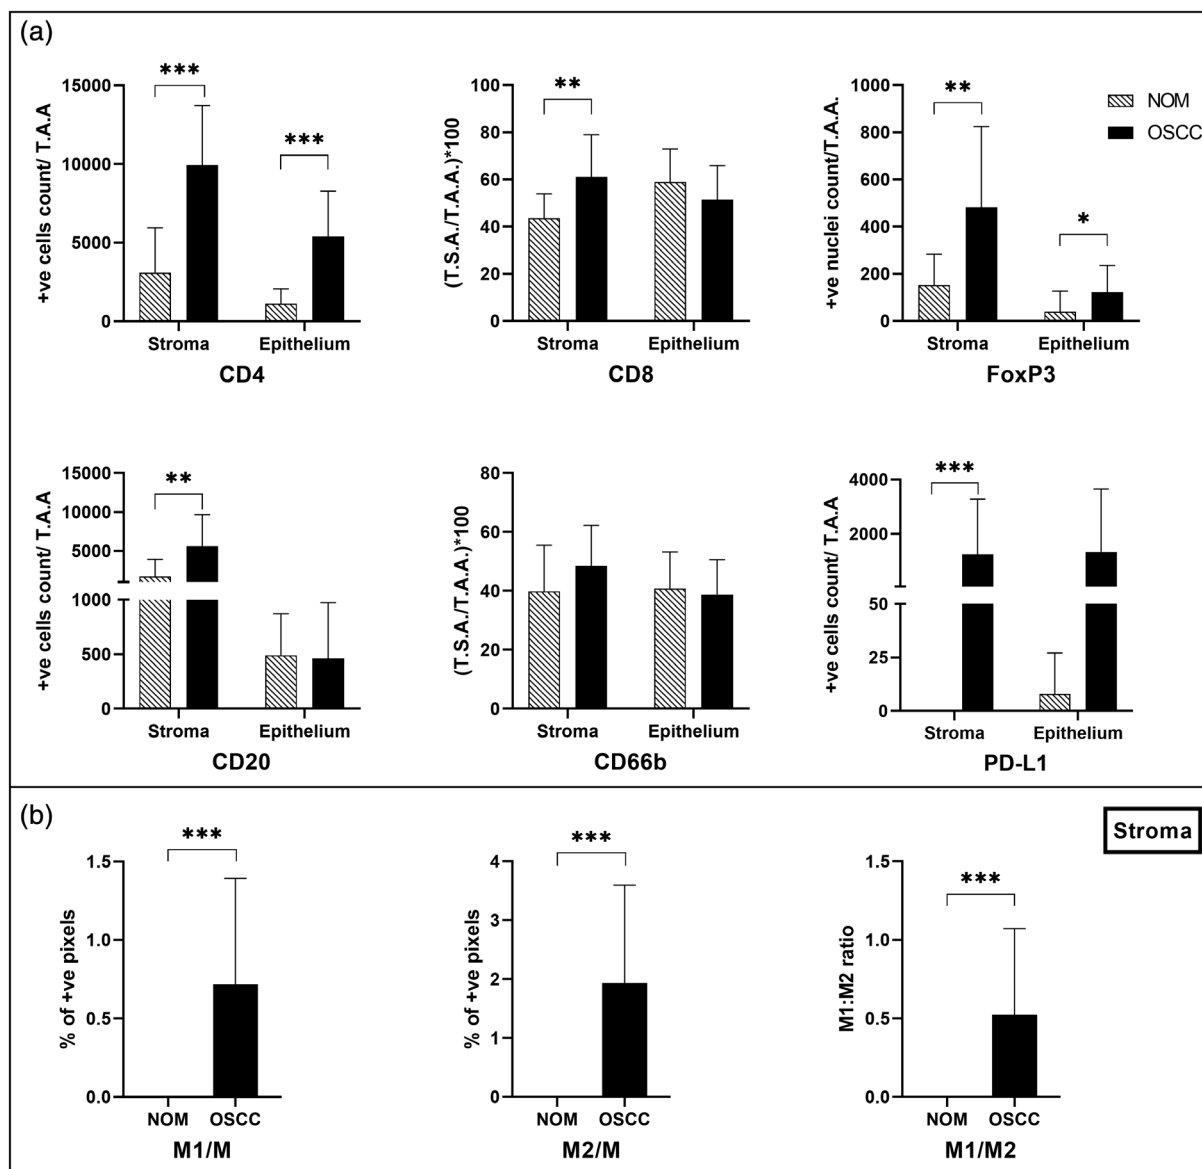 (a)
NOM
OSCC
***
***
+ve cells count/ T.A.A
15000
10000
5000
0
Stroma Epithelium
CD4
**
(T.S.A./T.A.A.)*100
100
80
60
40
20
0
Stroma Epithelium
CD8
**
*
+ve nuclei count/T.A.A.
1000
800
600
400
200
0
Stroma Epithelium
FoxP3
**
+ve cells count/ T.A.A
15000
10000
5000
1000
500
0
Stroma Epithelium
CD20
(T.S.A./T.A.A.)*100
80
60
40
20
0
Stroma Epithelium
CD66b
***
+ve cells count/ T.A.A
4000
2000
50
25
0
Stroma Epithelium
PD-L1
(b)
Stroma
***
% of +ve pixels
1.5
1.0
0.5
0.0
NOM OSCC
M1/M
***
% of +ve pixels
4
3
2
1
0
NOM OSCC
M2/M
***
M1:M2 ratio
1.5
1.0
0.5
0.0
NOM OSCC
M1/M2